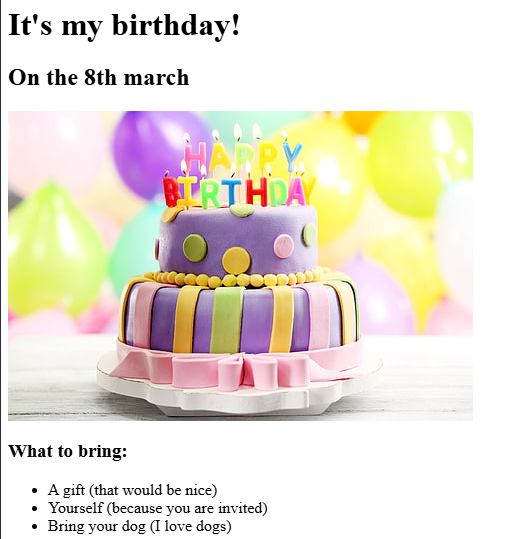 It's my birthday!
On the 8th march
HAPPY
BIRTHDAY
What to bring:
A gift (that would be nice)
Yourself (because you are invited)
Bring your dog (I love dogs)